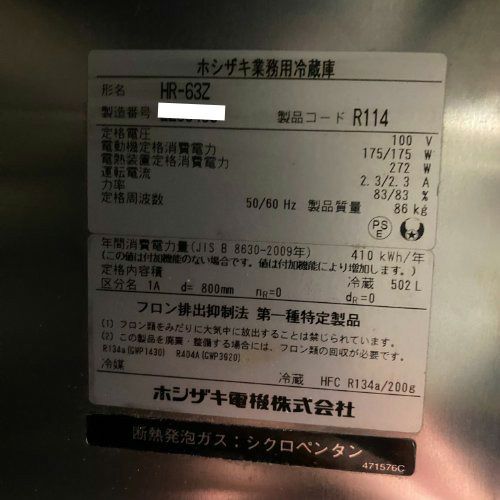 ホシザキ業務用冷蔵庫
形名 HR-63Z
製造番号 製品コード R114
定格電圧 100 V
電動機定格消費電力 175/175 W
電熱装置定格消費電力 272 W
運転電流 2.3/2.3 A
力率 83/83 %
定格周波数 50/60 Hz 製品質量 86 kg
PS E
年間消費電力量(JIS B 8630-2009年) 410 kWh/年
(この値は付加機能のない場合です。値は付加機能により増加します。)
定格内容積 冷蔵 502 L
区分名 1A d= 800mm nR=0 dR=0
フロン排出抑制法 第一種特定製品
(1) フロン類をみだりに大気中に放出することは禁じられています。
(2) この製品を廃棄・整備する場合には、フロン類の回収が必要です。
R134a(GWP1430) R404A(GWP3920)
冷媒 冷蔵 HFC R134a/200g
ホシザキ電機株式会社
断熱発泡ガス：シクロペンタン
471576C